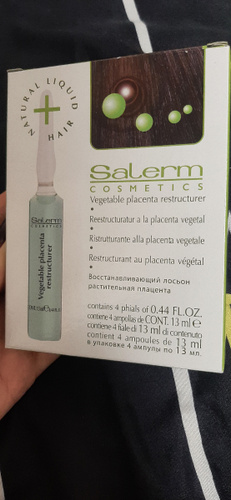 NATURAL LIQUID HAIR
Salerm
COSMETICS
Vegetable placenta restructurer
Reestructurator a la placenta vegetal
Ristrutturante alla placenta vegetale
Restructurant au placenta végétal
Восстанавливающий лосьон
растительная плацента
Salerm
COSMETICS
Vegetable placenta
restructurer
contains 4 phials of 0.44 FL.OZ.
contiene 4 ampollas de CONT. 13 ml e
contiene 4 fiale di 13 ml di contenuto
contient 4 ampoules de 13 ml
в упаковке 4 ампулы по 13 мл.